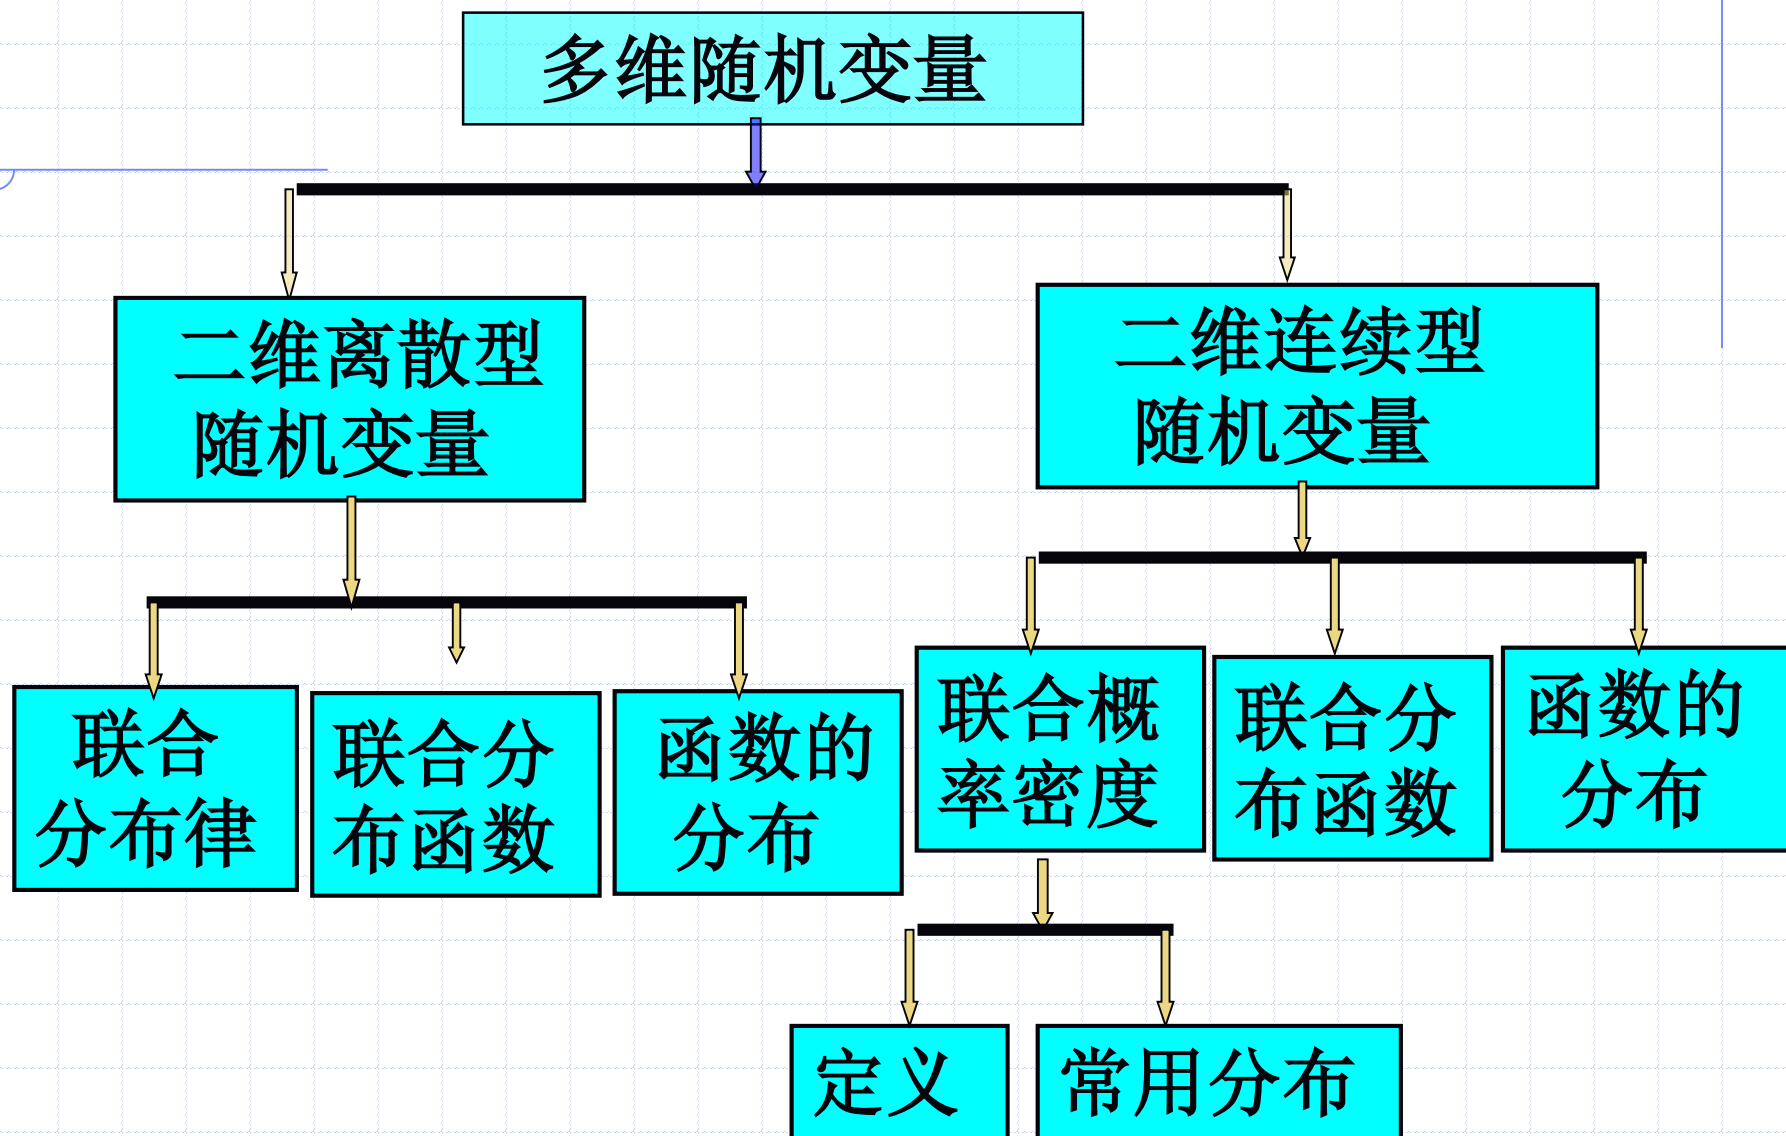 多维随机变量
二维离散型
随机变量
二维连续型
随机变量
联合
分布律
联合分
布函数
函数的
分布
联合概
率密度
联合分
布函数
函数的
分布
定义
常用分布